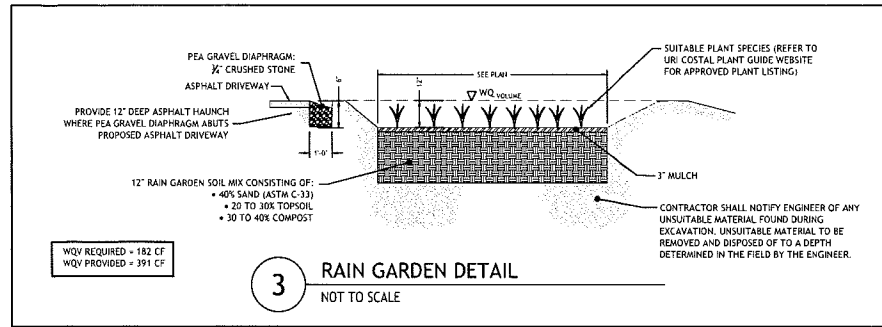 PEA GRAVEL DIAPHRAGM:
¾" CRUSHED STONE
ASPHALT DRIVEWAY
PROVIDE 12" DEEP ASPHALT HAUNCH
WHERE PEA GRAVEL DIAPHRAGM ABUTS
PROPOSED ASPHALT DRIVEWAY
6"
1'-0"
SEE PLAN
12"
WQ VOLUME
SUITABLE PLANT SPECIES (REFER TO
URI COSTAL PLANT GUIDE WEBSITE
FOR APPROVED PLANT LISTING)
3" MULCH
12" RAIN GARDEN SOIL MIX CONSISTING OF:
• 40% SAND (ASTM C-33)
• 20 TO 30% TOPSOIL
• 30 TO 40% COMPOST
CONTRACTOR SHALL NOTIFY ENGINEER OF ANY
UNSUITABLE MATERIAL FOUND DURING
EXCAVATION. UNSUITABLE MATERIAL TO BE
REMOVED AND DISPOSED OF TO A DEPTH
DETERMINED IN THE FIELD BY THE ENGINEER.
WQV REQUIRED = 182 CF
WQV PROVIDED = 391 CF
3
RAIN GARDEN DETAIL
NOT TO SCALE